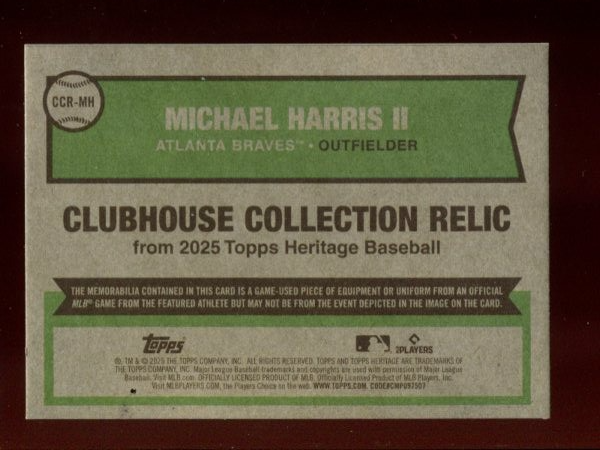 CCR-MH
MICHAEL HARRIS II
ATLANTA BRAVES™ • OUTFIELDER
CLUBHOUSE COLLECTION RELIC
from 2025 Topps Heritage Baseball
THE MEMORABILIA CONTAINED IN THIS CARD IS A GAME-USED PIECE OF EQUIPMENT OR UNIFORM FROM AN OFFICIAL
MLB® GAME FROM THE FEATURED ATHLETE BUT MAY NOT BE FROM THE EVENT DEPICTED IN THE IMAGE ON THE CARD.
Topps
PLAYERS
®, TM & © 2025 THE TOPPS COMPANY, INC. ALL RIGHTS RESERVED. TOPPS AND TOPPS HERITAGE ARE TRADEMARKS OF
THE TOPPS COMPANY, INC. Major League Baseball trademarks and copyrights are used with permission of Major League
Baseball. Visit MLB.com. OFFICIALLY LICENSED PRODUCT OF MLB. Officially Licensed Product of MLB Players, Inc.
Visit MLBPLAYERS.COM, the Players Choice on the web. WWW.TOPPS.COM. CODE#CMP097507